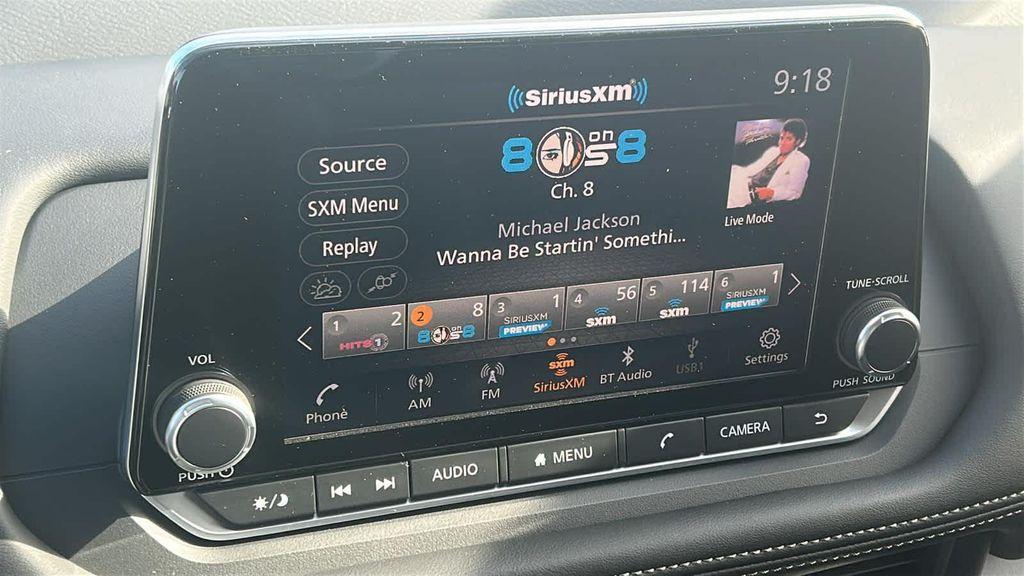 SiriusXM
9:18
80s on 8
Ch. 8
Source
SXM Menu
Replay
Michael Jackson
Wanna Be Startin' Somethi...
Live Mode
1 2 HITS1
2 8 80s on 8
3 1 SIRIUSXM PREVIEW
4 56 sxm
5 114 sxm
6 1 SIRIUSXM PREVIEW
Phone
AM
FM
sxm
SiriusXM
BT Audio
USB1
Settings
VOL
PUSH
TUNE·SCROLL
PUSH SOUND
AUDIO
MENU
CAMERA